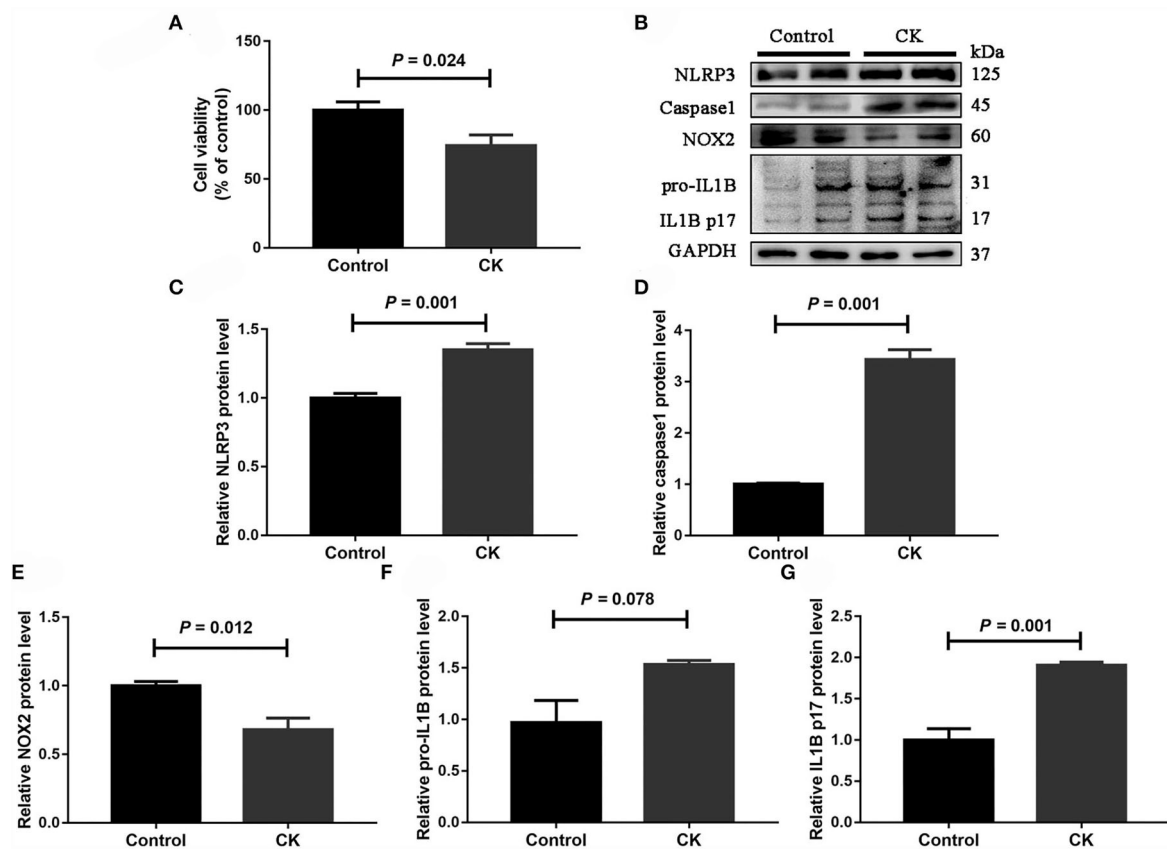 A
Cell viability
(% of control)
150
100
50
0
P = 0.024
Control CK
B
Control CK kDa
NLRP3 125
Caspase1 45
NOX2 60
pro-IL1B 31
IL1B p17 17
GAPDH 37
C
Relative NLRP3 protein level
1.5
1.0
0.5
0.0
P = 0.001
Control CK
D
Relative caspase1 protein level
4
3
2
1
0
P = 0.001
Control CK
E
Relative NOX2 protein level
1.5
1.0
0.5
0.0
P = 0.012
Control CK
F
Relative pro-IL1B protein level
2.0
1.5
1.0
0.5
0.0
P = 0.078
Control CK
G
Relative IL1B p17 protein level
2.5
2.0
1.5
1.0
0.5
0.0
P = 0.001
Control CK